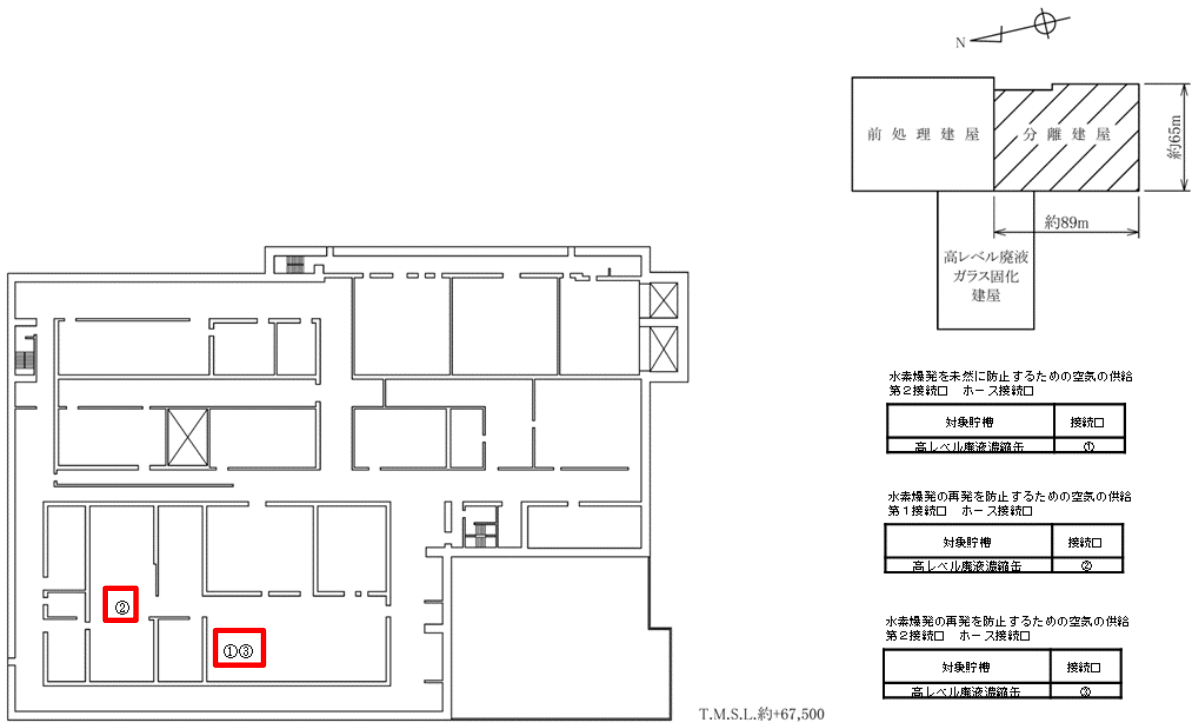 N
前処理建屋
分離建屋
約65m
約89m
高レベル廃液
ガラス固化
建屋
水素爆発を未然に防止するための空気の供給
第2接続口 ホース接続口
対象貯槽 接続口
高レベル廃液濃縮缶 ①
水素爆発の再発を防止するための空気の供給
第1接続口 ホース接続口
対象貯槽 接続口
高レベル廃液濃縮缶 ②
水素爆発の再発を防止するための空気の供給
第2接続口 ホース接続口
対象貯槽 接続口
高レベル廃液濃縮缶 ③
②
①③
T.M.S.L.約+67,500